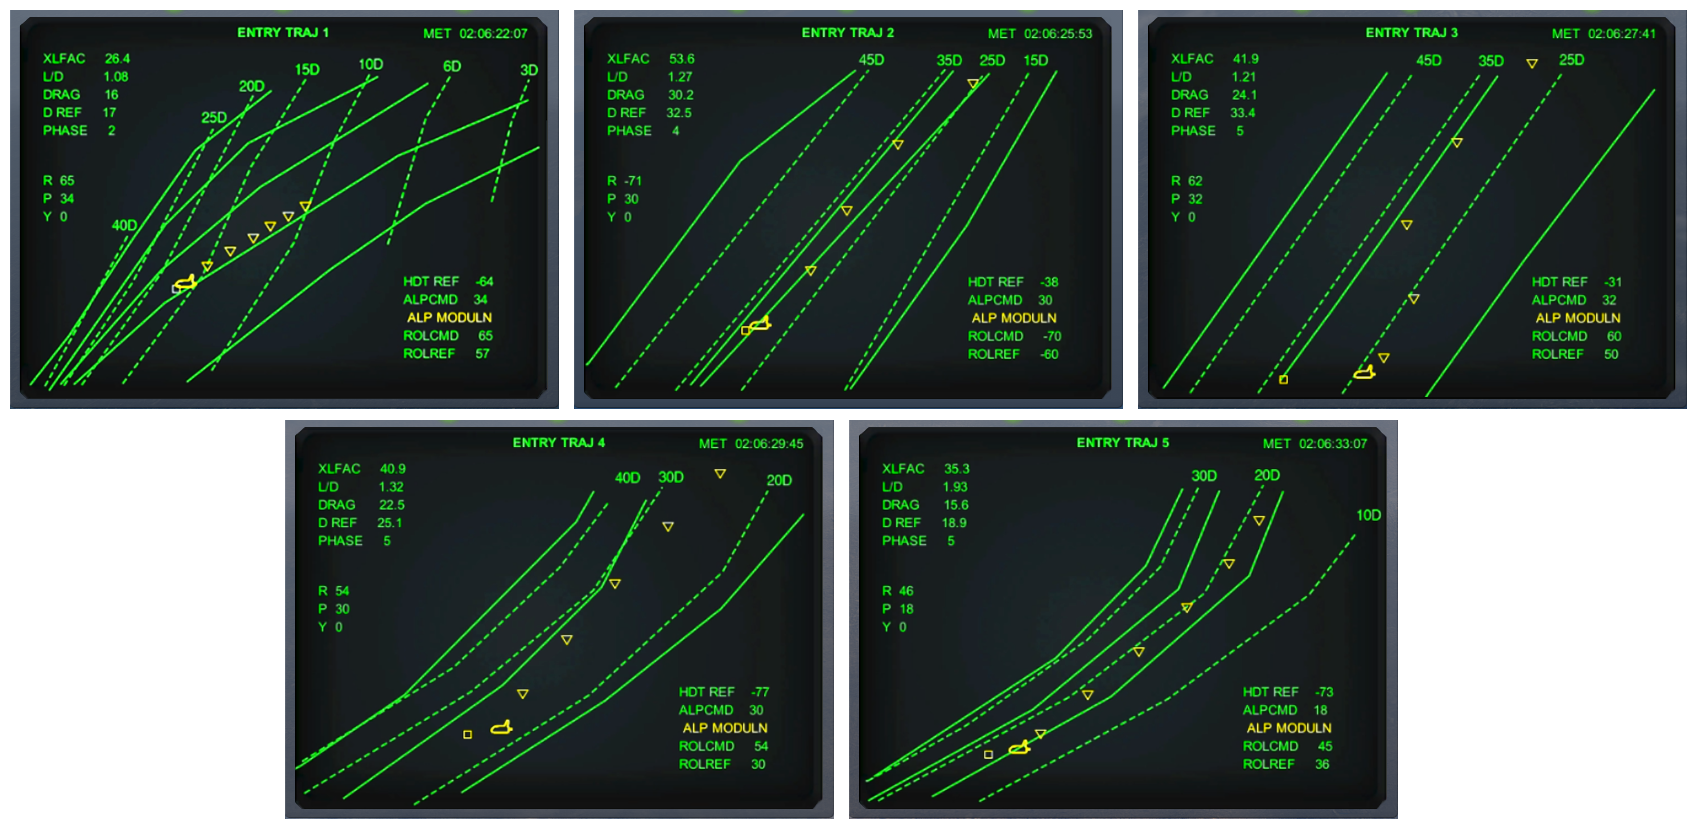 ENTRY TRAJ 1 MET 02:06:22:07
XLFAC 26.4
L/D 1.08
DRAG 16
D REF 17
PHASE 2
40D 25D 20D 15D 10D 6D 3D
R 65
P 34
Y 0
HDT REF -64
ALPCMD 34
ALP MODULN
ROLCMD 65
ROLREF 57
ENTRY TRAJ 2 MET 02:06:25:53
XLFAC 53.6
L/D 1.27
DRAG 30.2
D REF 32.5
PHASE 4
45D 35D 25D 15D
R -71
P 30
Y 0
HDT REF -38
ALPCMD 30
ALP MODULN
ROLCMD -70
ROLREF -60
ENTRY TRAJ 3 MET 02:06:27:41
XLFAC 41.9
L/D 1.21
DRAG 24.1
D REF 33.4
PHASE 5
45D 35D 25D
R 62
P 32
Y 0
HDT REF -31
ALPCMD 32
ALP MODULN
ROLCMD 60
ROLREF 50
ENTRY TRAJ 4 MET 02:06:29:45
XLFAC 40.9
L/D 1.32
DRAG 22.5
D REF 25.1
PHASE 5
40D 30D 20D
R 54
P 30
Y 0
HDT REF -77
ALPCMD 30
ALP MODULN
ROLCMD 54
ROLREF 30
ENTRY TRAJ 5 MET 02:06:33:07
XLFAC 35.3
L/D 1.93
DRAG 15.6
D REF 18.9
PHASE 5
30D 20D 10D
R 46
P 18
Y 0
HDT REF -73
ALPCMD 18
ALP MODULN
ROLCMD 45
ROLREF 36